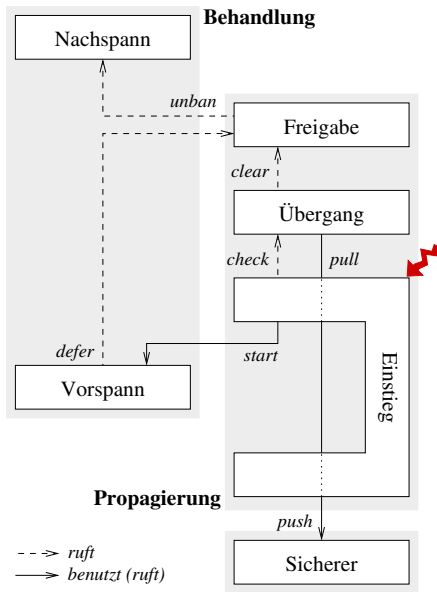 Behandlung
Nachspann
unban
Freigabe
clear
Übergang
check
pull
defer
start
Einstieg
Vorspann
Propagierung
push
ruft
Sicherer
benutzt (ruft)